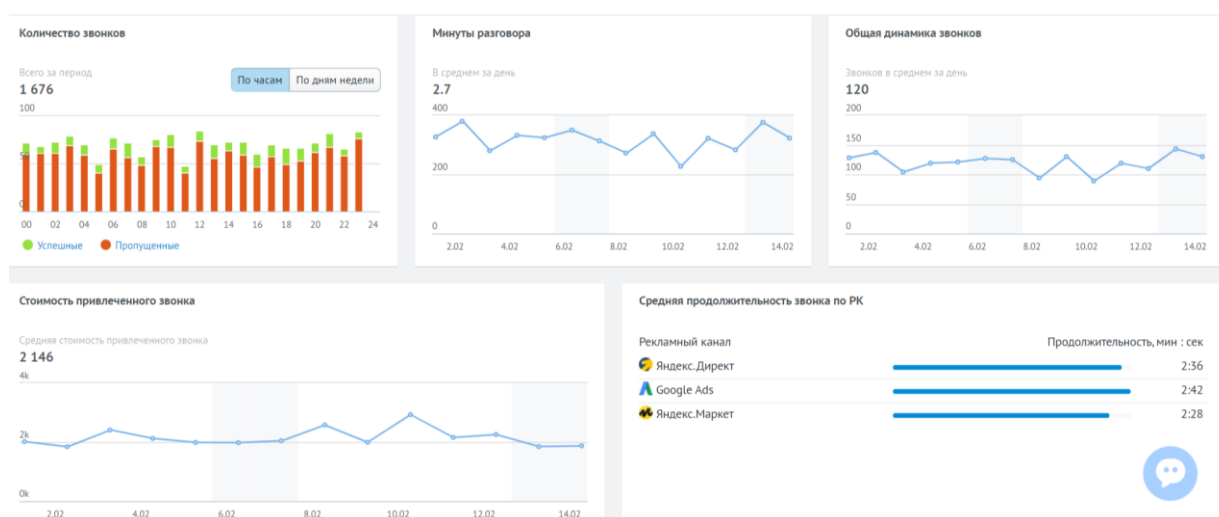 Количество звонков
Всего за период
1 676
По часам По дням недели
100
50
0
00 02 04 06 08 10 12 14 16 18 20 22 24
Успешные Пропущенные
Минуты разговора
В среднем за день
2.7
400
200
0
2.02 4.02 6.02 8.02 10.02 12.02 14.02
Общая динамика звонков
Звонков в среднем за день
120
200
150
100
50
0
2.02 4.02 6.02 8.02 10.02 12.02 14.02
Стоимость привлеченного звонка
Средняя стоимость привлеченного звонка
2 146
4k
2k
0k
2.02 4.02 6.02 8.02 10.02 12.02 14.02
Средняя продолжительность звонка по РК
Рекламный канал Продолжительность, мин : сек
Яндекс.Директ 2:36
Google Ads 2:42
Яндекс.Маркет 2:28